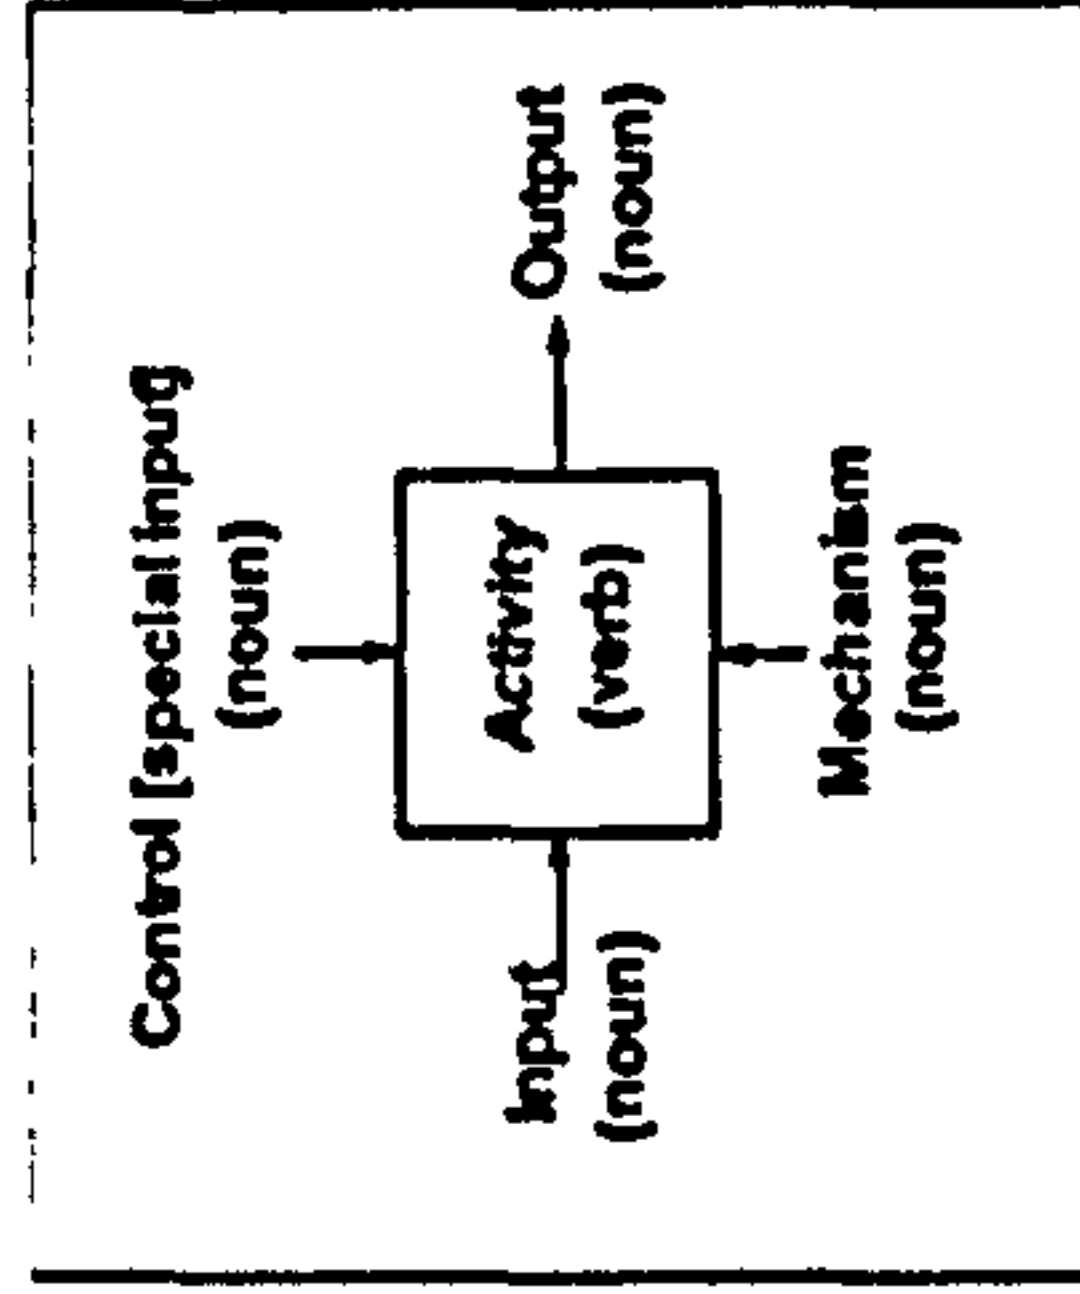 Control [special input]
(noun)
Input
(noun)
Activity
(verb)
Output
(noun)
Mechanism
(noun)